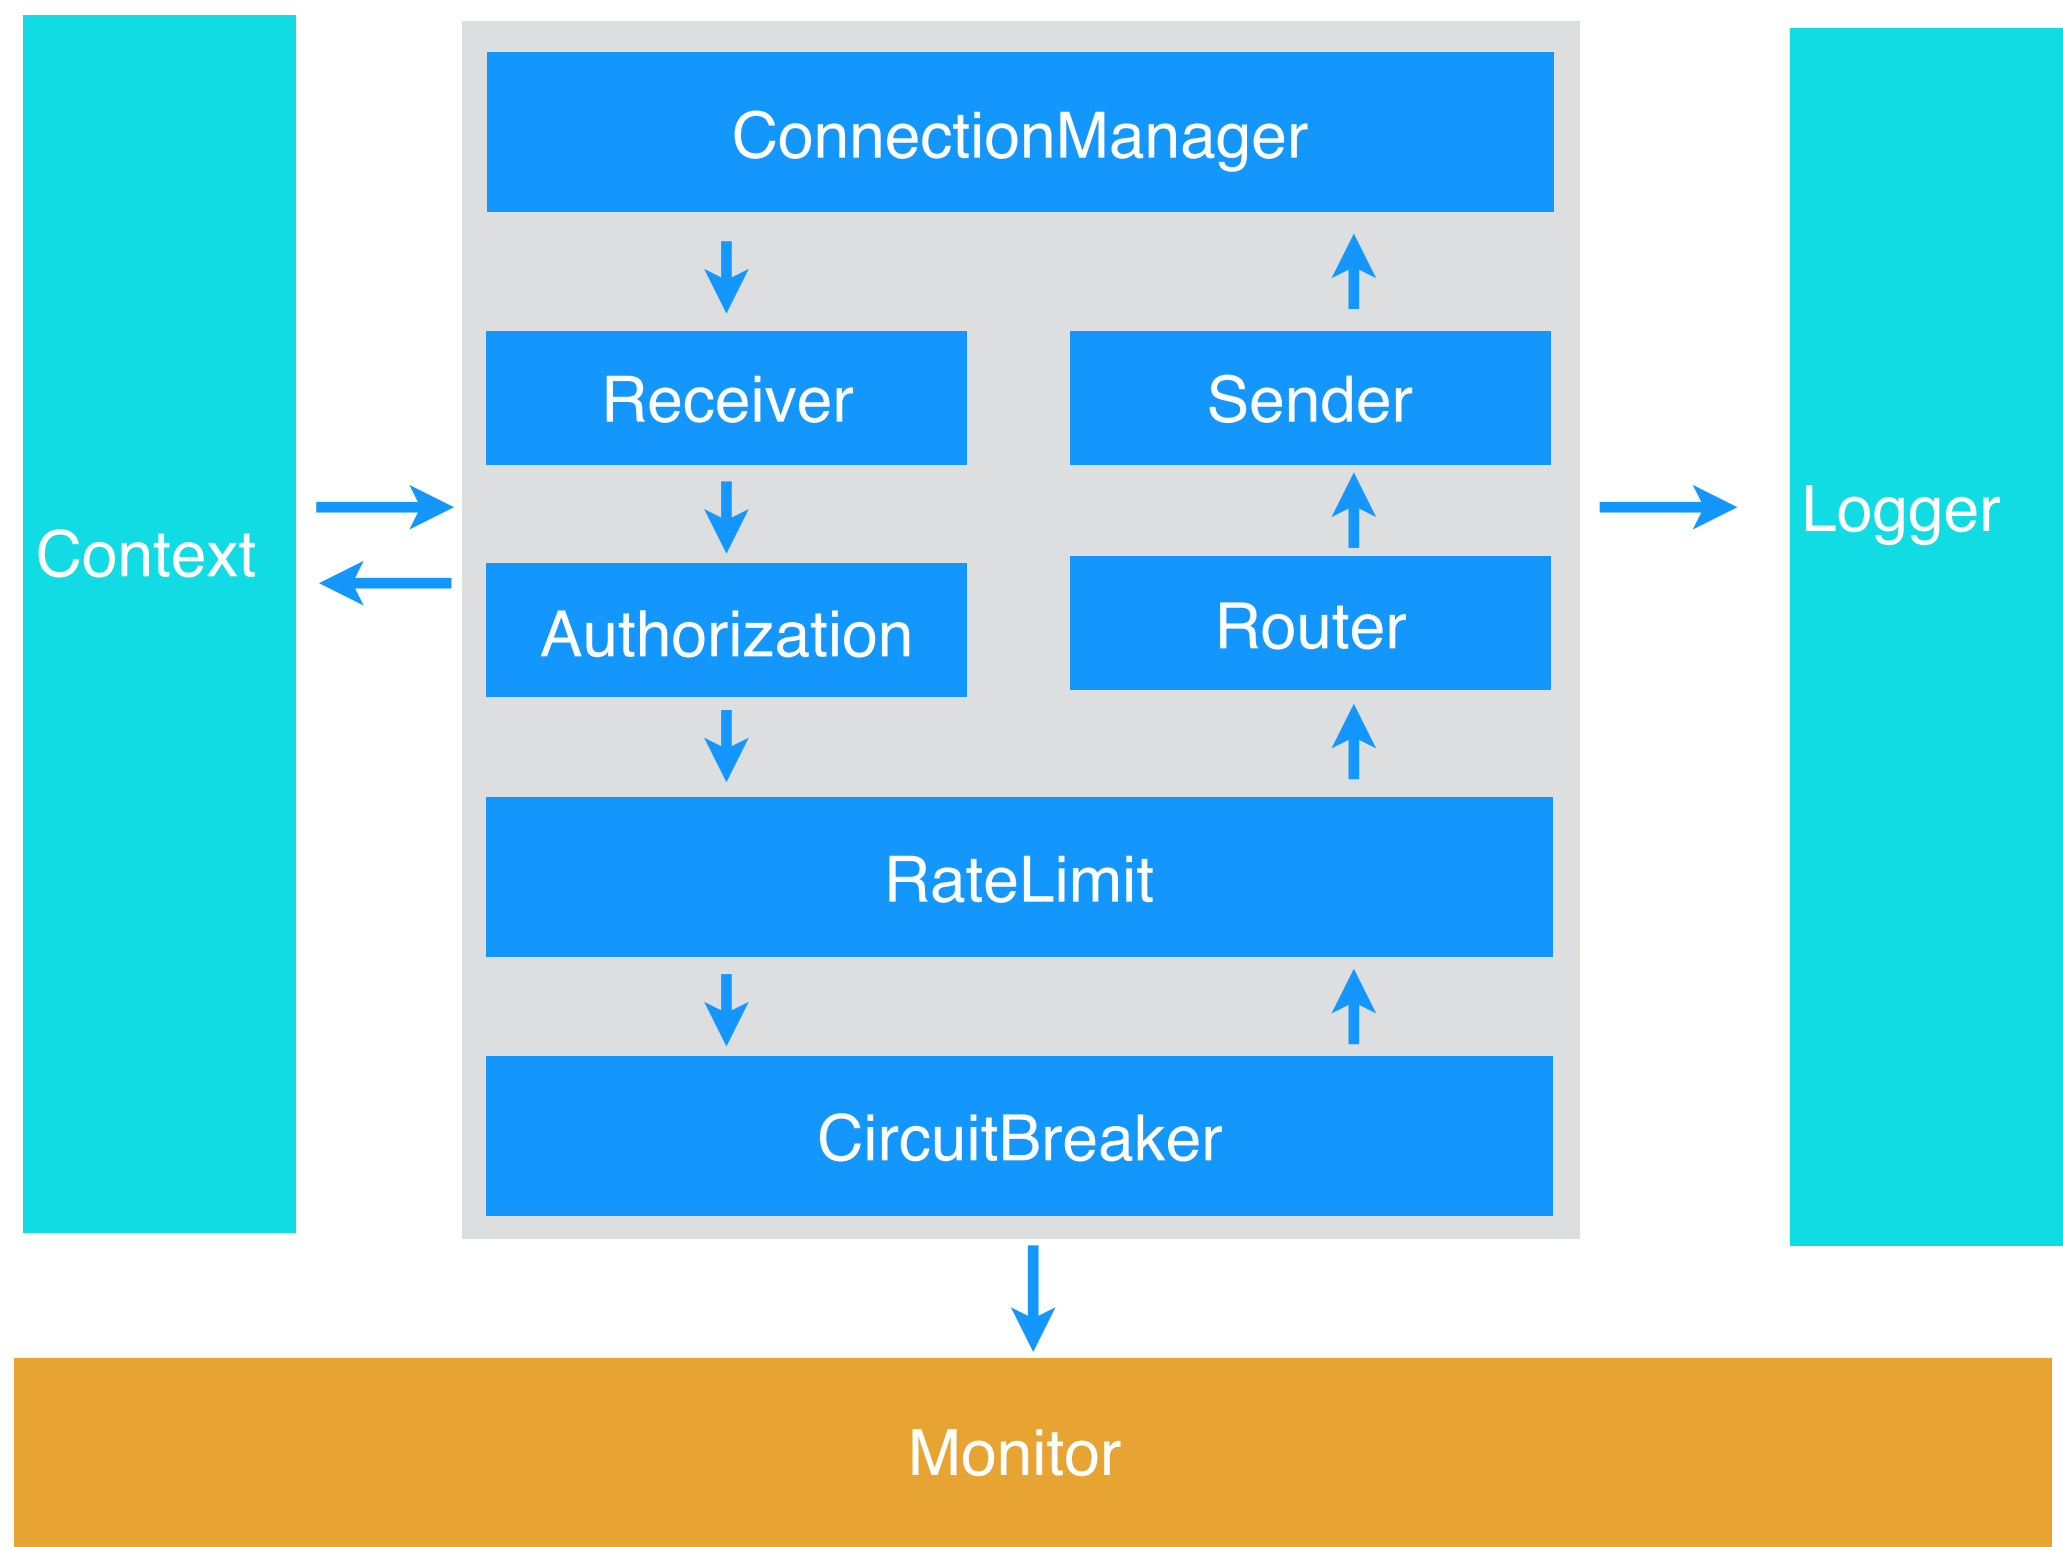 ConnectionManager
Receiver
Sender
Context
Logger
Authorization
Router
RateLimit
CircuitBreaker
Monitor